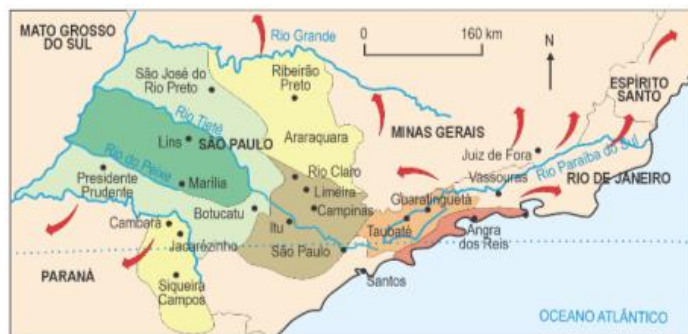 MATO GROSSO
DO SUL
Rio Grande
0
160 km
N
São José do
Rio Preto
Ribeirão
Preto
ESPÍRITO
SANTO
Rio Tietê
Lins
SÃO PAULO
Araraquara
MINAS GERAIS
Juiz de Fora
Rio Paraíba do Sul
Rio do Peixe
Rio Claro
Presidente
Prudente
Marília
Limeira
Campinas
Guaratinguetá
Vassouras
RIO DE JANEIRO
Cambará
Botucatu
Itu
Taubaté
Angra
dos Reis
Jacarèzinho
São Paulo
PARANÁ
Siqueira
Campos
Santos
OCEANO ATLÂNTICO